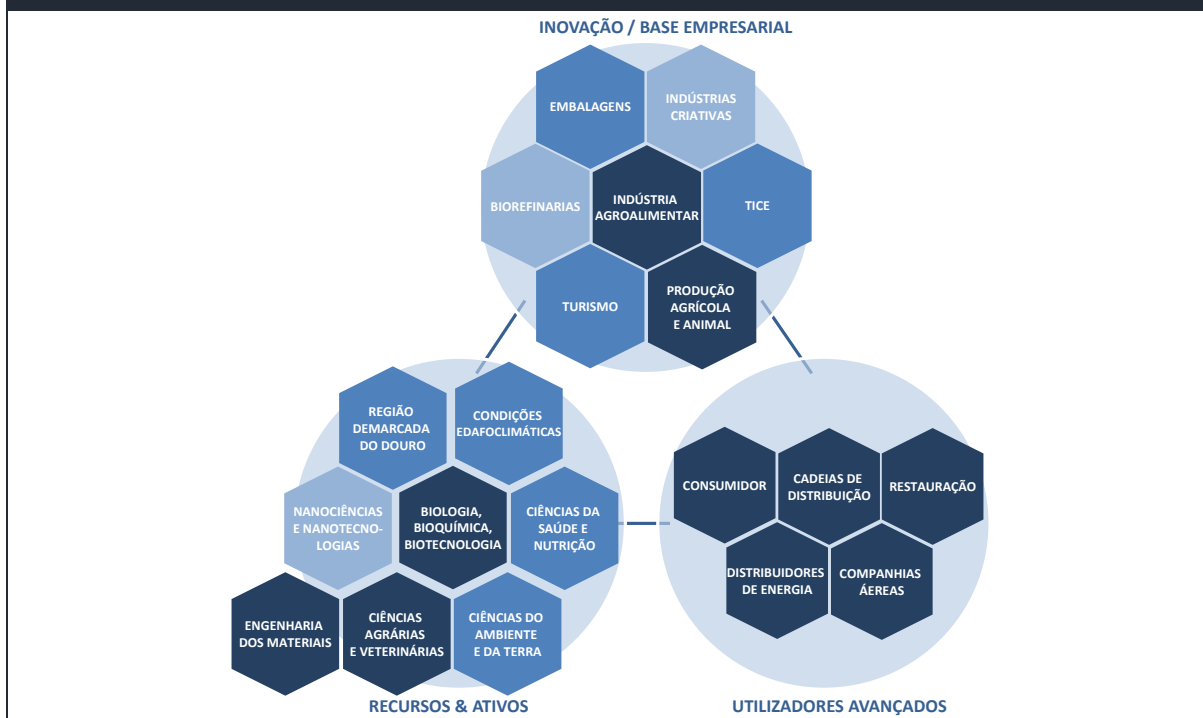 INOVAÇÃO / BASE EMPRESARIAL
EMBALAGENS
INDÚSTRIAS
CRIATIVAS
BIOREFINARIAS
INDÚSTRIA
AGROALIMENTAR
TICE
TURISMO
PRODUÇÃO
AGRÍCOLA
E ANIMAL
REGIÃO
DEMARCADA
DO DOURO
CONDIÇÕES
EDAFOCLIMÁTICAS
NANOCIÊNCIAS
E NANOTECNO-
LOGIAS
BIOLOGIA,
BIOQUÍMICA,
BIOTECNOLOGIA
CIÊNCIAS DA
SAÚDE E
NUTRIÇÃO
ENGENHARIA
DOS MATERIAIS
CIÊNCIAS
AGRÁRIAS
E VETERINÁRIAS
CIÊNCIAS DO
AMBIENTE
E DA TERRA
RECURSOS & ATIVOS
CONSUMIDOR
CADEIAS DE
DISTRIBUIÇÃO
RESTAURAÇÃO
DISTRIBUIDORES
DE ENERGIA
COMPANHIAS
ÁEREAS
UTILIZADORES AVANÇADOS